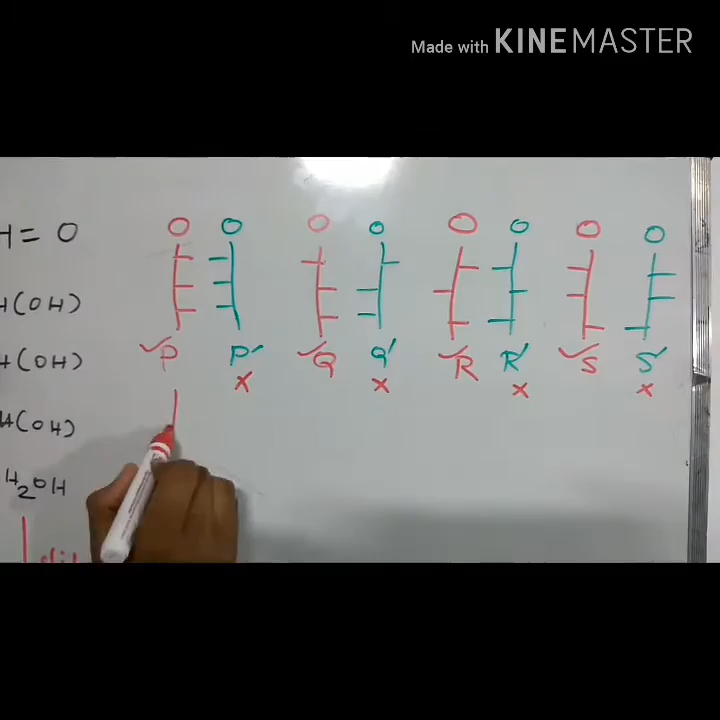 Made with KINEMASTER
H = O
H(OH)
H(OH)
H(OH)
H2OH
O O O O O O O O
P P' Q Q' R R' S S'